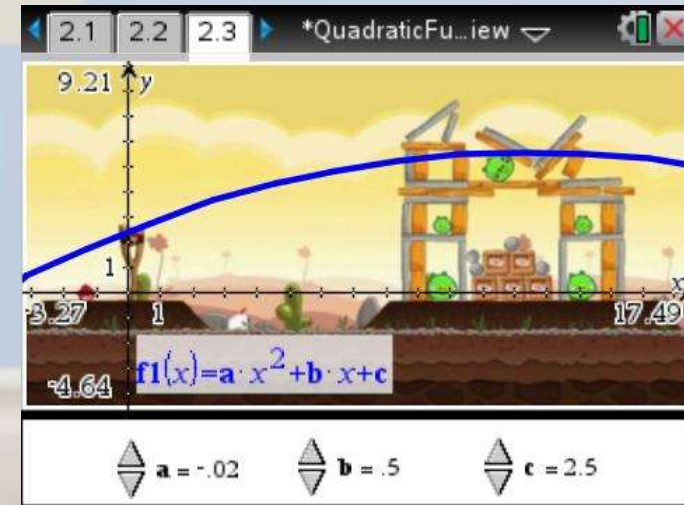 2.1 2.2 2.3 *QuadraticFu…iew
9.21 y
1
x
-3.27 1 17.49
-4.64
f1(x)=a·x²+b·x+c
a = -.02 b = .5 c = 2.5